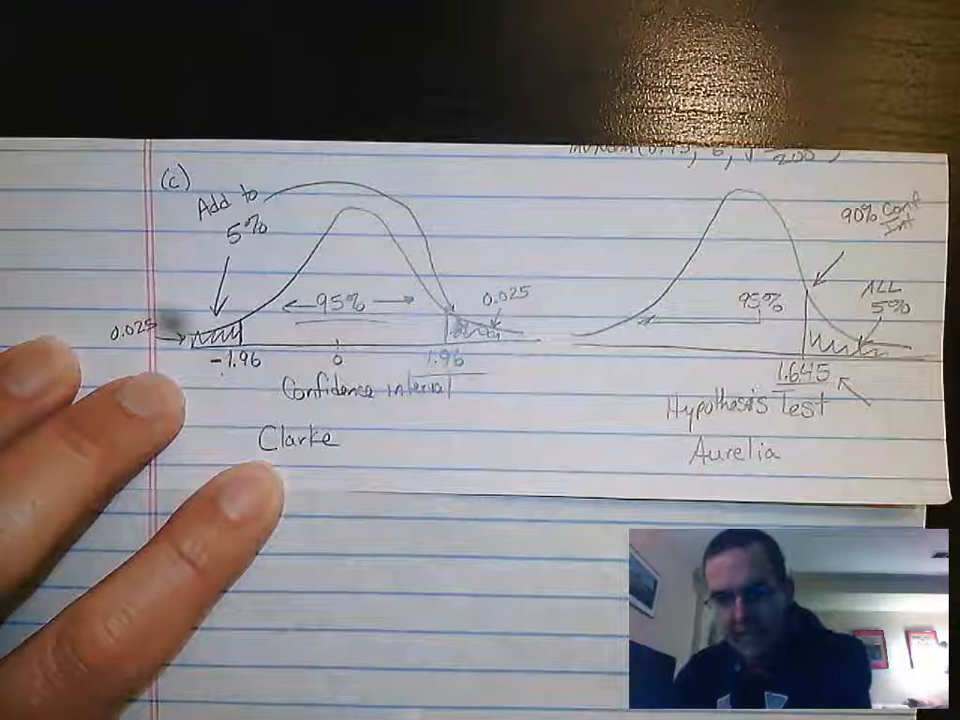 (c)
Add to
5%
0.025
95%
0.025
-1.96
0
1.96
Confidence interval
Clarke
200
90% Conf
Int
ALL
5%
95%
1.645
Hypothesis Test
Aurelia